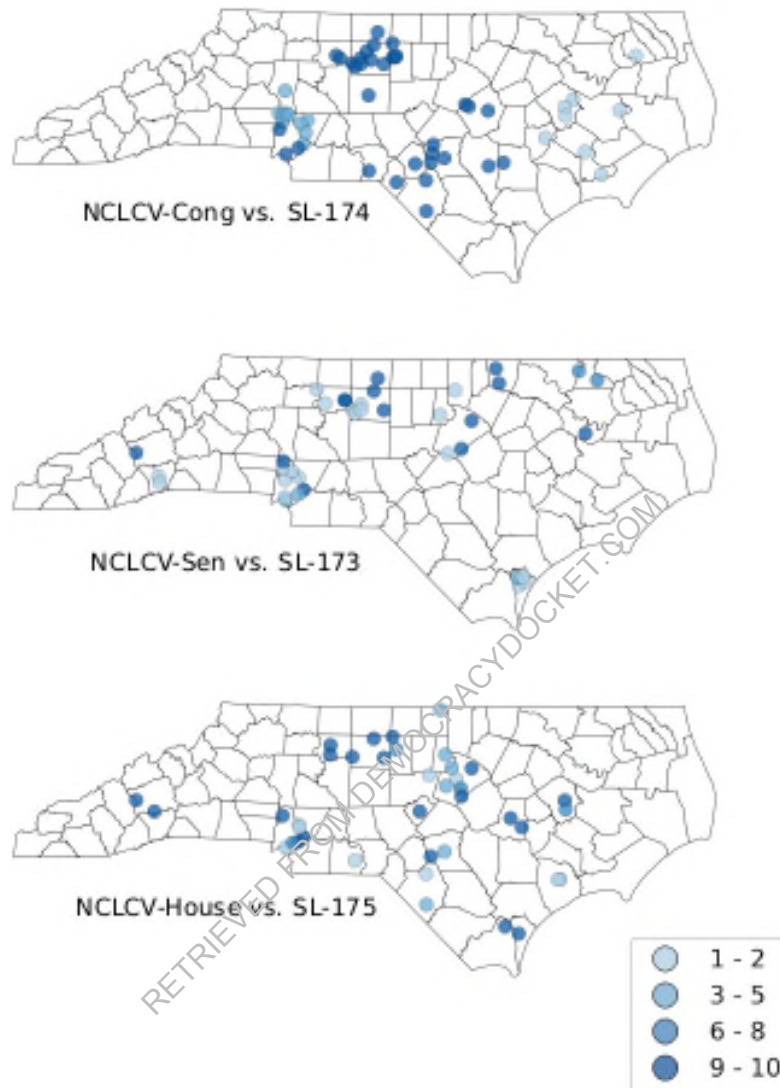 NCLCV-Cong vs. SL-174
NCLCV-Sen vs. SL-173
NCLCV-House vs. SL-175
RETRIEVED FROM DEMOCRACYDOCKET.COM
1 - 2
3 - 5
6 - 8
9 - 10